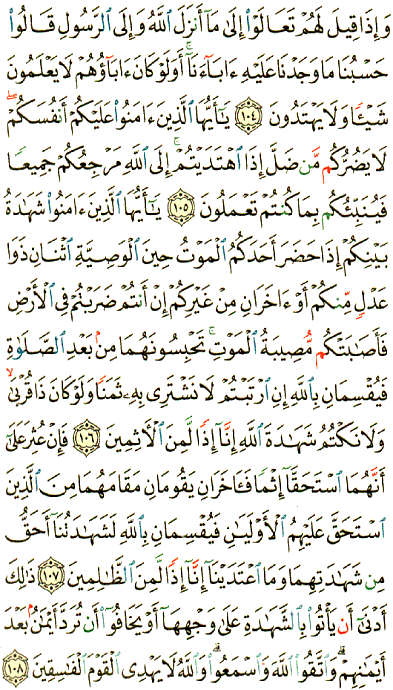 وَإِذَا قِيلَ لَهُمْ تَعَالَوْا۟ إِلَىٰ مَآ أَنزَلَ ٱللَّهُ وَإِلَى ٱلرَّسُولِ قَالُوا۟
حَسْبُنَا مَا وَجَدْنَا عَلَيْهِ ءَابَآءَنَآ ۚ أَوَلَوْ كَانَ ءَابَآؤُهُمْ لَا يَعْلَمُونَ
شَيْـًٔا وَلَا يَهْتَدُونَ ١٠٤ يَـٰٓأَيُّهَا ٱلَّذِينَ ءَامَنُوا۟ عَلَيْكُمْ أَنفُسَكُمْ ۖ
لَا يَضُرُّكُم مَّن ضَلَّ إِذَا ٱهْتَدَيْتُمْ ۚ إِلَى ٱللَّهِ مَرْجِعُكُمْ جَمِيعًا
فَيُنَبِّئُكُم بِمَا كُنتُمْ تَعْمَلُونَ ١٠٥ يَـٰٓأَيُّهَا ٱلَّذِينَ ءَامَنُوا۟ شَهَـٰدَةُ
بَيْنِكُمْ إِذَا حَضَرَ أَحَدَكُمُ ٱلْمَوْتُ حِينَ ٱلْوَصِيَّةِ ٱثْنَانِ ذَوَا
عَدْلٍ مِّنكُمْ أَوْ ءَاخَرَانِ مِنْ غَيْرِكُمْ إِنْ أَنتُمْ ضَرَبْتُمْ فِى ٱلْأَرْضِ
فَأَصَـٰبَتْكُم مُّصِيبَةُ ٱلْمَوْتِ ۚ تَحْبِسُونَهُمَا مِنۢ بَعْدِ ٱلصَّلَوٰةِ
فَيُقْسِمَانِ بِٱللَّهِ إِنِ ٱرْتَبْتُمْ لَا نَشْتَرِى بِهِۦ ثَمَنًا وَلَوْ كَانَ ذَا قُرْبَىٰ ۙ
وَلَا نَكْتُمُ شَهَـٰدَةَ ٱللَّهِ إِنَّآ إِذًا لَّمِنَ ٱلْـَٔاثِمِينَ ١٠٦ فَإِنْ عُثِرَ عَلَىٰٓ
أَنَّهُمَا ٱسْتَحَقَّآ إِثْمًا فَـَٔاخَرَانِ يَقُومَانِ مَقَامَهُمَا مِنَ ٱلَّذِينَ
ٱسْتَحَقَّ عَلَيْهِمُ ٱلْأَوْلَيَـٰنِ فَيُقْسِمَانِ بِٱللَّهِ لَشَهَـٰدَتُنَآ أَحَقُّ
مِن شَهَـٰدَتِهِمَا وَمَا ٱعْتَدَيْنَآ إِنَّآ إِذًا لَّمِنَ ٱلظَّـٰلِمِينَ ١٠٧ ذَٰلِكَ
أَدْنَىٰٓ أَن يَأْتُوا۟ بِٱلشَّهَـٰدَةِ عَلَىٰ وَجْهِهَآ أَوْ يَخَافُوٓا۟ أَن تُرَدَّ أَيْمَـٰنٌۢ بَعْدَ
أَيْمَـٰنِهِمْ ۗ وَٱتَّقُوا۟ ٱللَّهَ وَٱسْمَعُوا۟ ۗ وَٱللَّهُ لَا يَهْدِى ٱلْقَوْمَ ٱلْفَـٰسِقِينَ ١٠٨